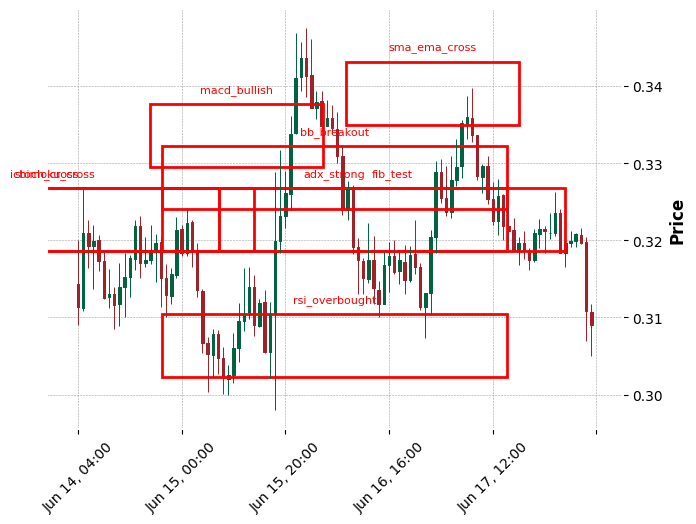 sma_ema_cross
0.34
macd_bullish
bb_breakout
0.33
adx_strong
fib_test
Price
0.32
rsi_overbought
0.31
0.30
Jun 14, 04:00
Jun 15, 00:00
Jun 15, 20:00
Jun 16, 16:00
Jun 17, 12:00